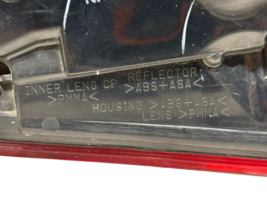 INNER LENS CP. REFLECTOR
>PMMA< >ABS+ASA<
HOUSING >ABS+ASA<
LENS >PMMA<